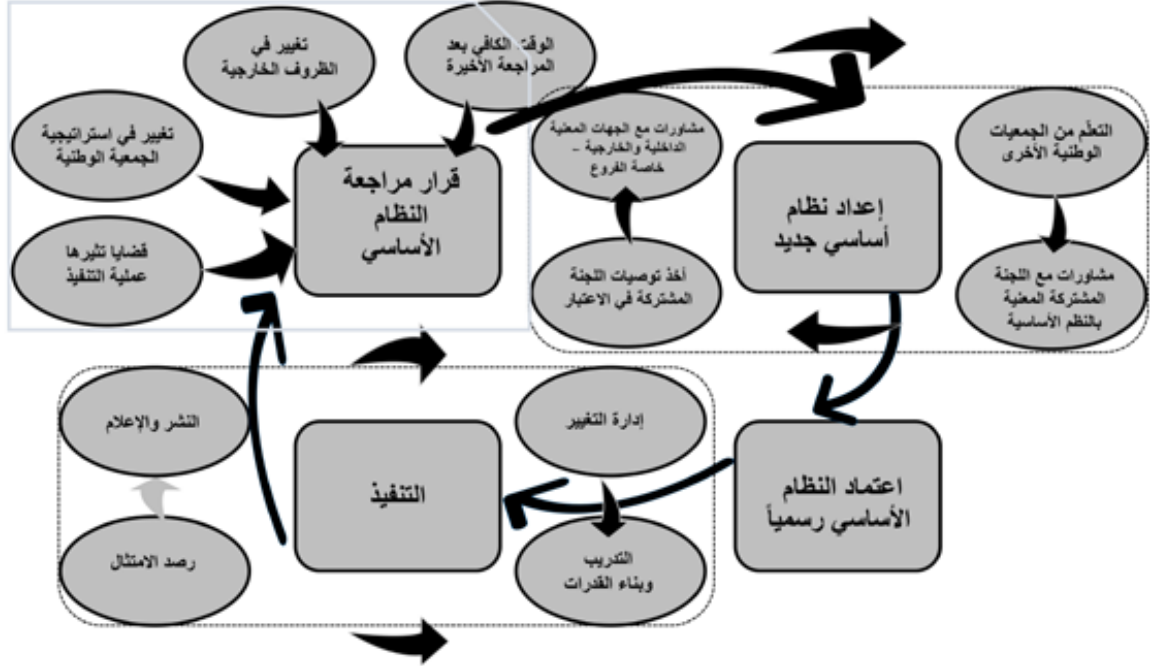 الوقت الكافي بعد
المراجعة الأخيرة
تغيير في
الظروف الخارجية
تغيير في استراتيجية
الجمعية الوطنية
قضايا تثيرها
عملية التنفيذ
قرار مراجعة
النظام
الأساسي
التعلّم من الجمعيات
الوطنية الأخرى
مشاورات مع اللجنة
المشتركة المعنية
بالنظم الأساسية
إعداد نظام
أساسي جديد
مشاورات مع الجهات المعنية
الداخلية والخارجية –
خاصة الفروع
أخذ توصيات اللجنة
المشتركة في الاعتبار
اعتماد النظام
الأساسي رسمياً
إدارة التغيير
التدريب
وبناء القدرات
التنفيذ
النشر والإعلام
رصد الامتثال